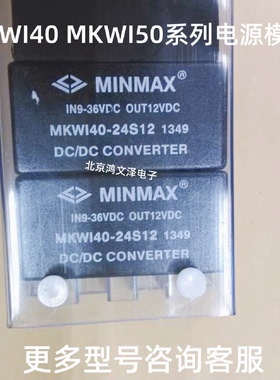 WI40 MKWI50系列电源模
MINMAX®
IN9-36VDC OUT12VDC
MKWI40-24S12 1349
DC/DC CONVERTER
北京鸿文泽电子
MINMAX®
IN9-36VDC OUT12VDC
MKWI40-24S12 1349
DC/DC CONVERTER
更多型号咨询客服